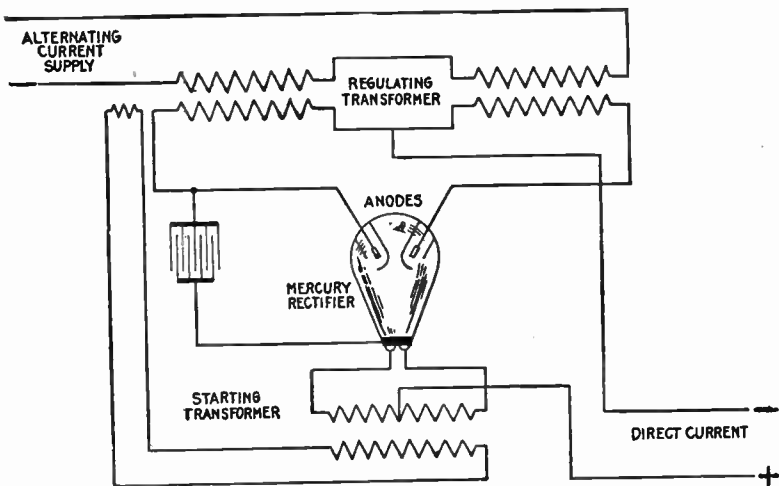 ALTERNATING
CURRENT
SUPPLY
REGULATING
TRANSFORMER
ANODES
MERCURY
RECTIFIER
STARTING
TRANSFORMER
DIRECT CURRENT
−
+